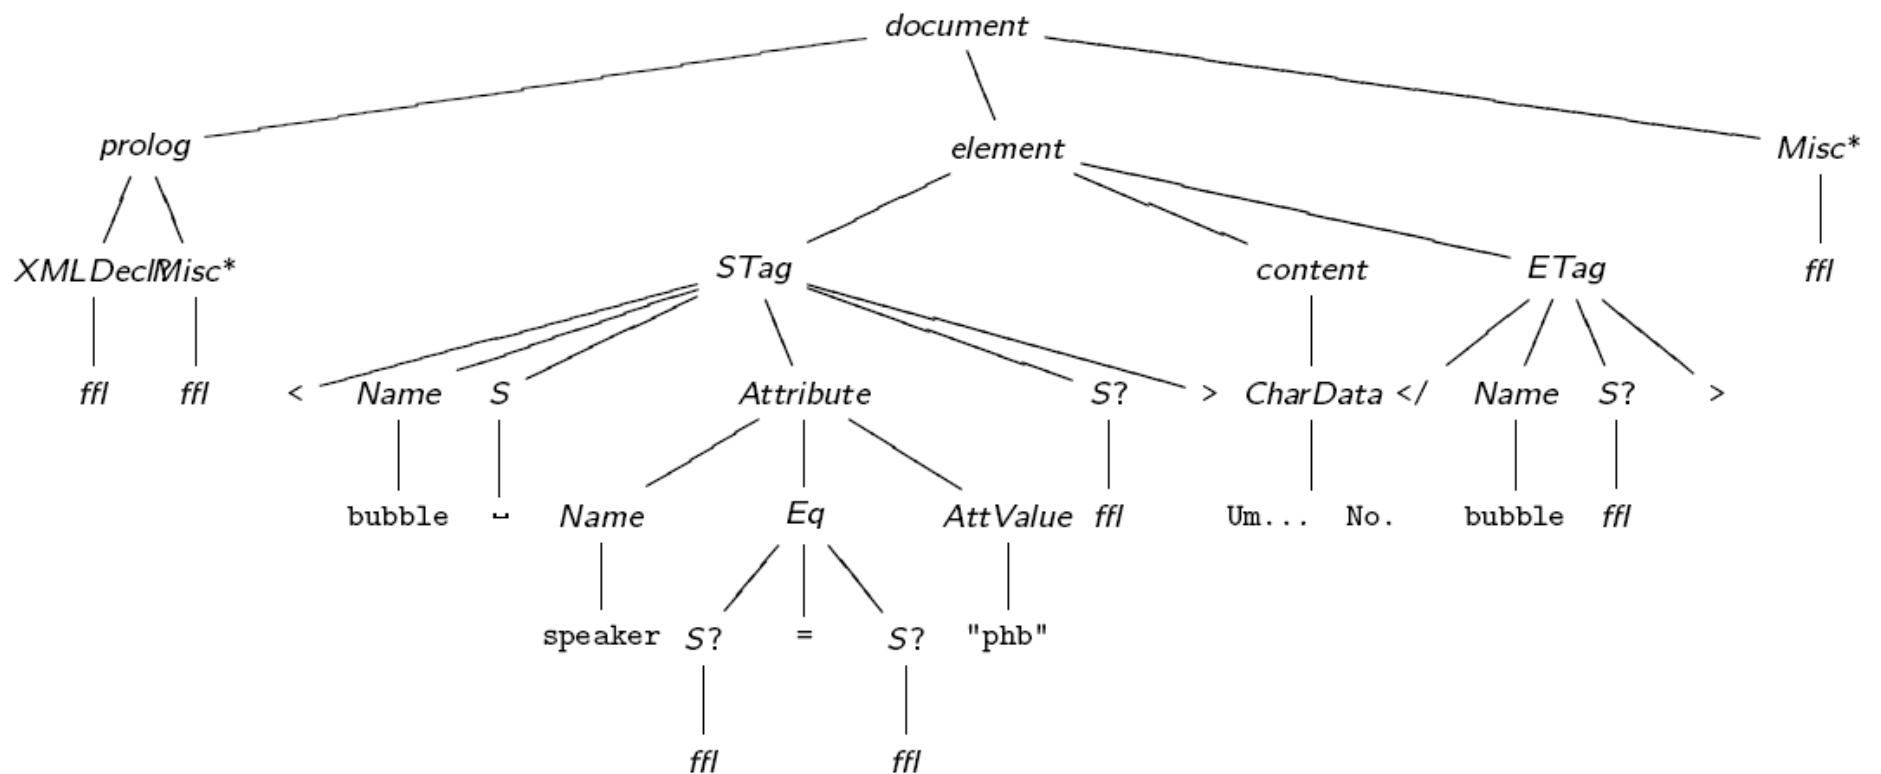 document
prolog element Misc*
XMLDecl? Misc* STag content ETag ffl
ffl ffl < Name S Attribute S? > CharData </ Name S? >
bubble ␣ Name Eq AttValue ffl Um... No. bubble ffl
speaker S? = S? "phb"
ffl ffl